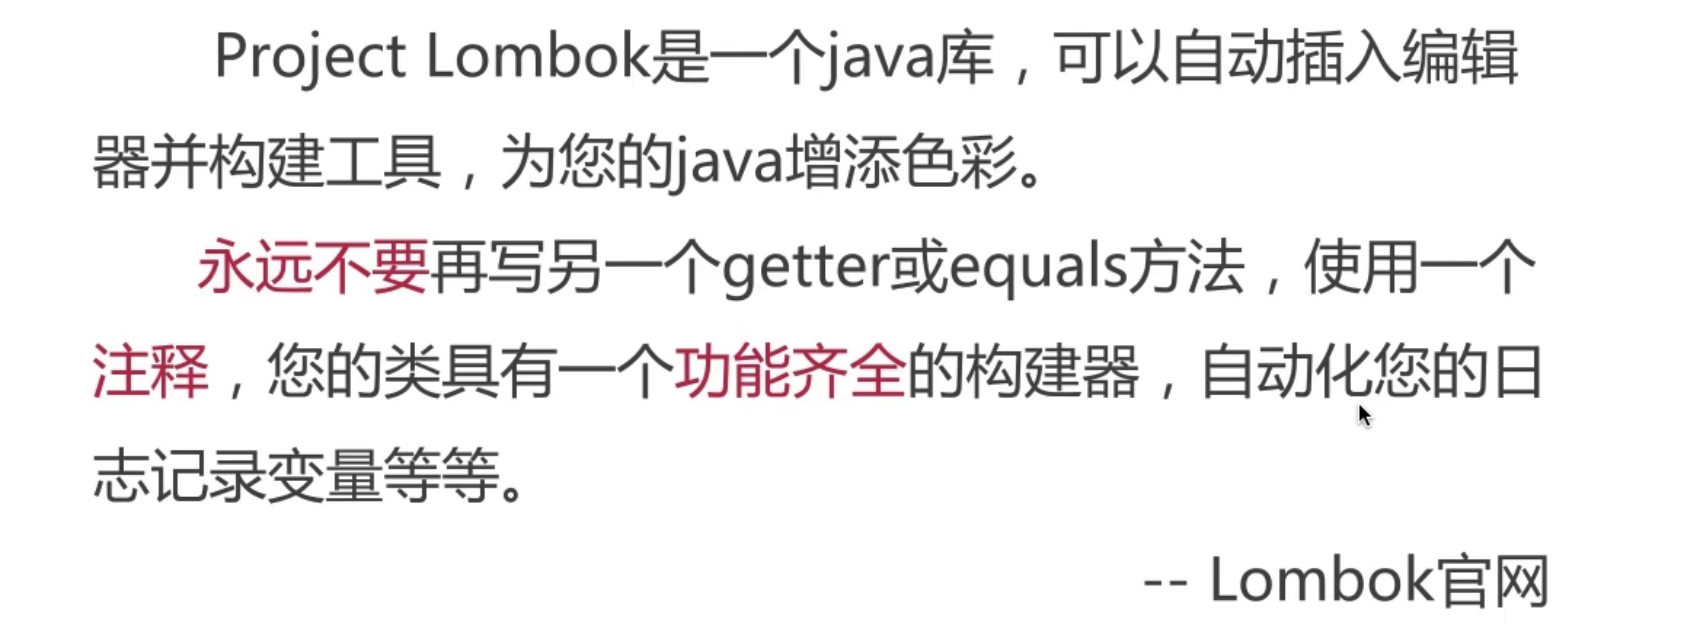 Project Lombok是一个java库，可以自动插入编辑
器并构建工具，为您的java增添色彩。
永远不要再写另一个getter或equals方法，使用一个
注释，您的类具有一个功能齐全的构建器，自动化您的日
志记录变量等等。
-- Lombok官网